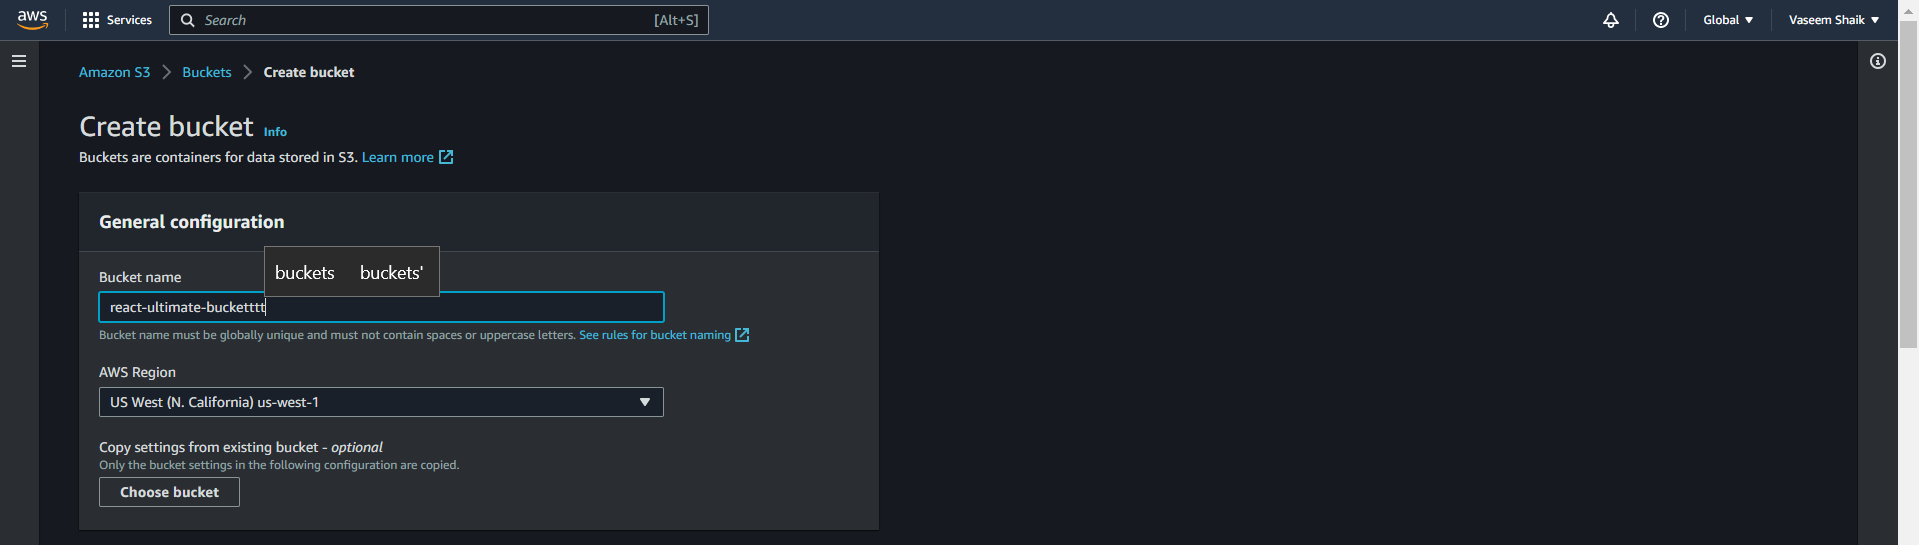 aws Services Search [Alt+S] Global Vaseem Shaik
Amazon S3 Buckets Create bucket
Create bucket Info
Buckets are containers for data stored in S3. Learn more
General configuration
buckets buckets'
Bucket name
react-ultimate-bucketttt
Bucket name must be globally unique and must not contain spaces or uppercase letters. See rules for bucket naming
AWS Region
US West (N. California) us-west-1
Copy settings from existing bucket - optional
Only the bucket settings in the following configuration are copied.
Choose bucket